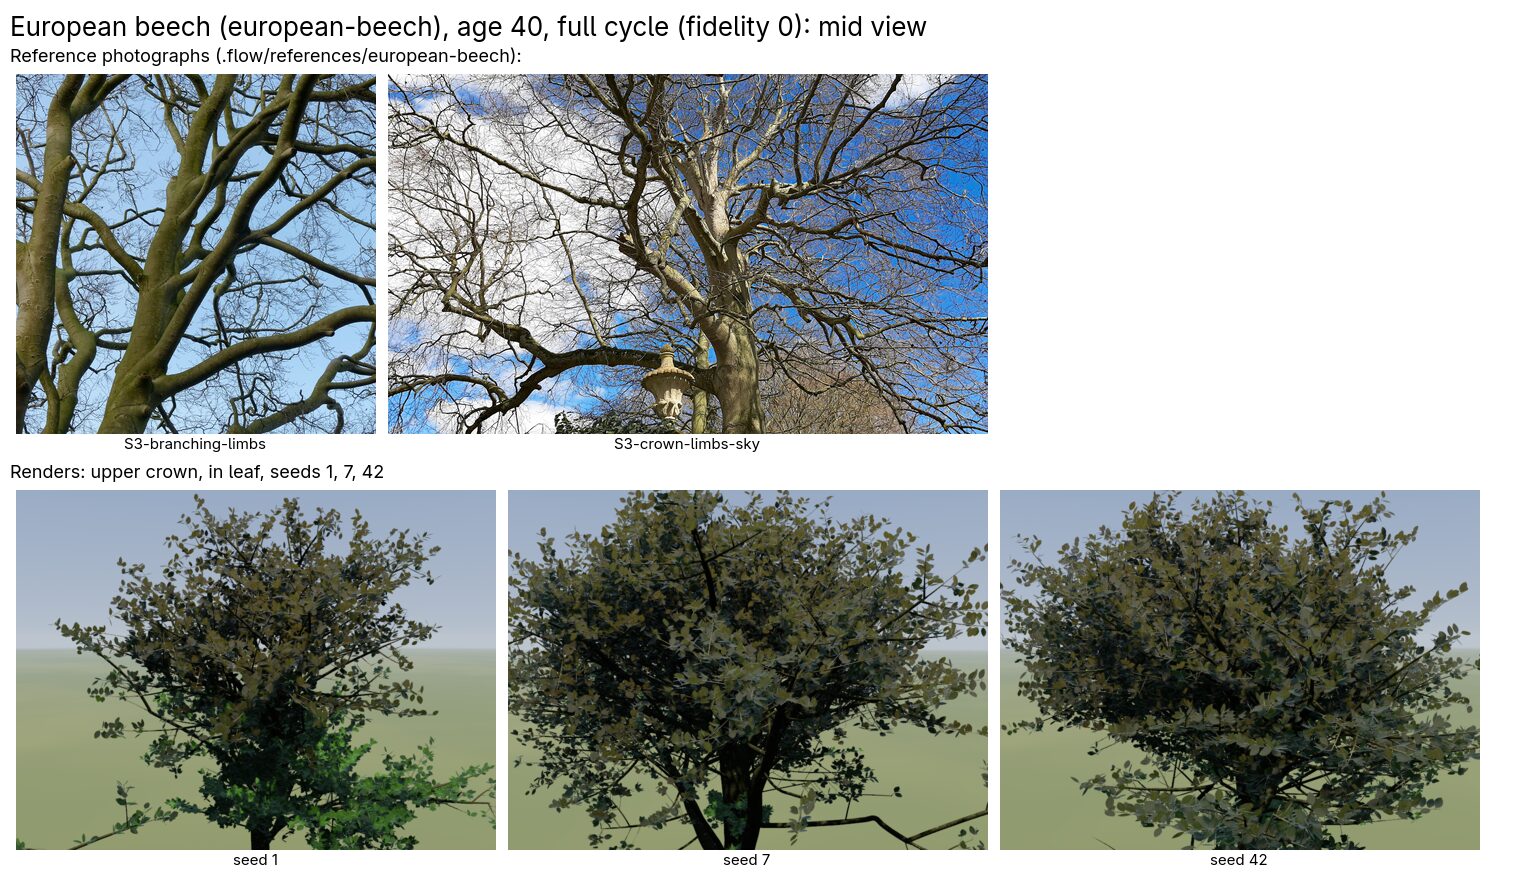 European beech (european-beech), age 40, full cycle (fidelity 0): mid view
Reference photographs (.flow/references/european-beech):
S3-branching-limbs
S3-crown-limbs-sky
Renders: upper crown, in leaf, seeds 1, 7, 42
seed 1
seed 7
seed 42